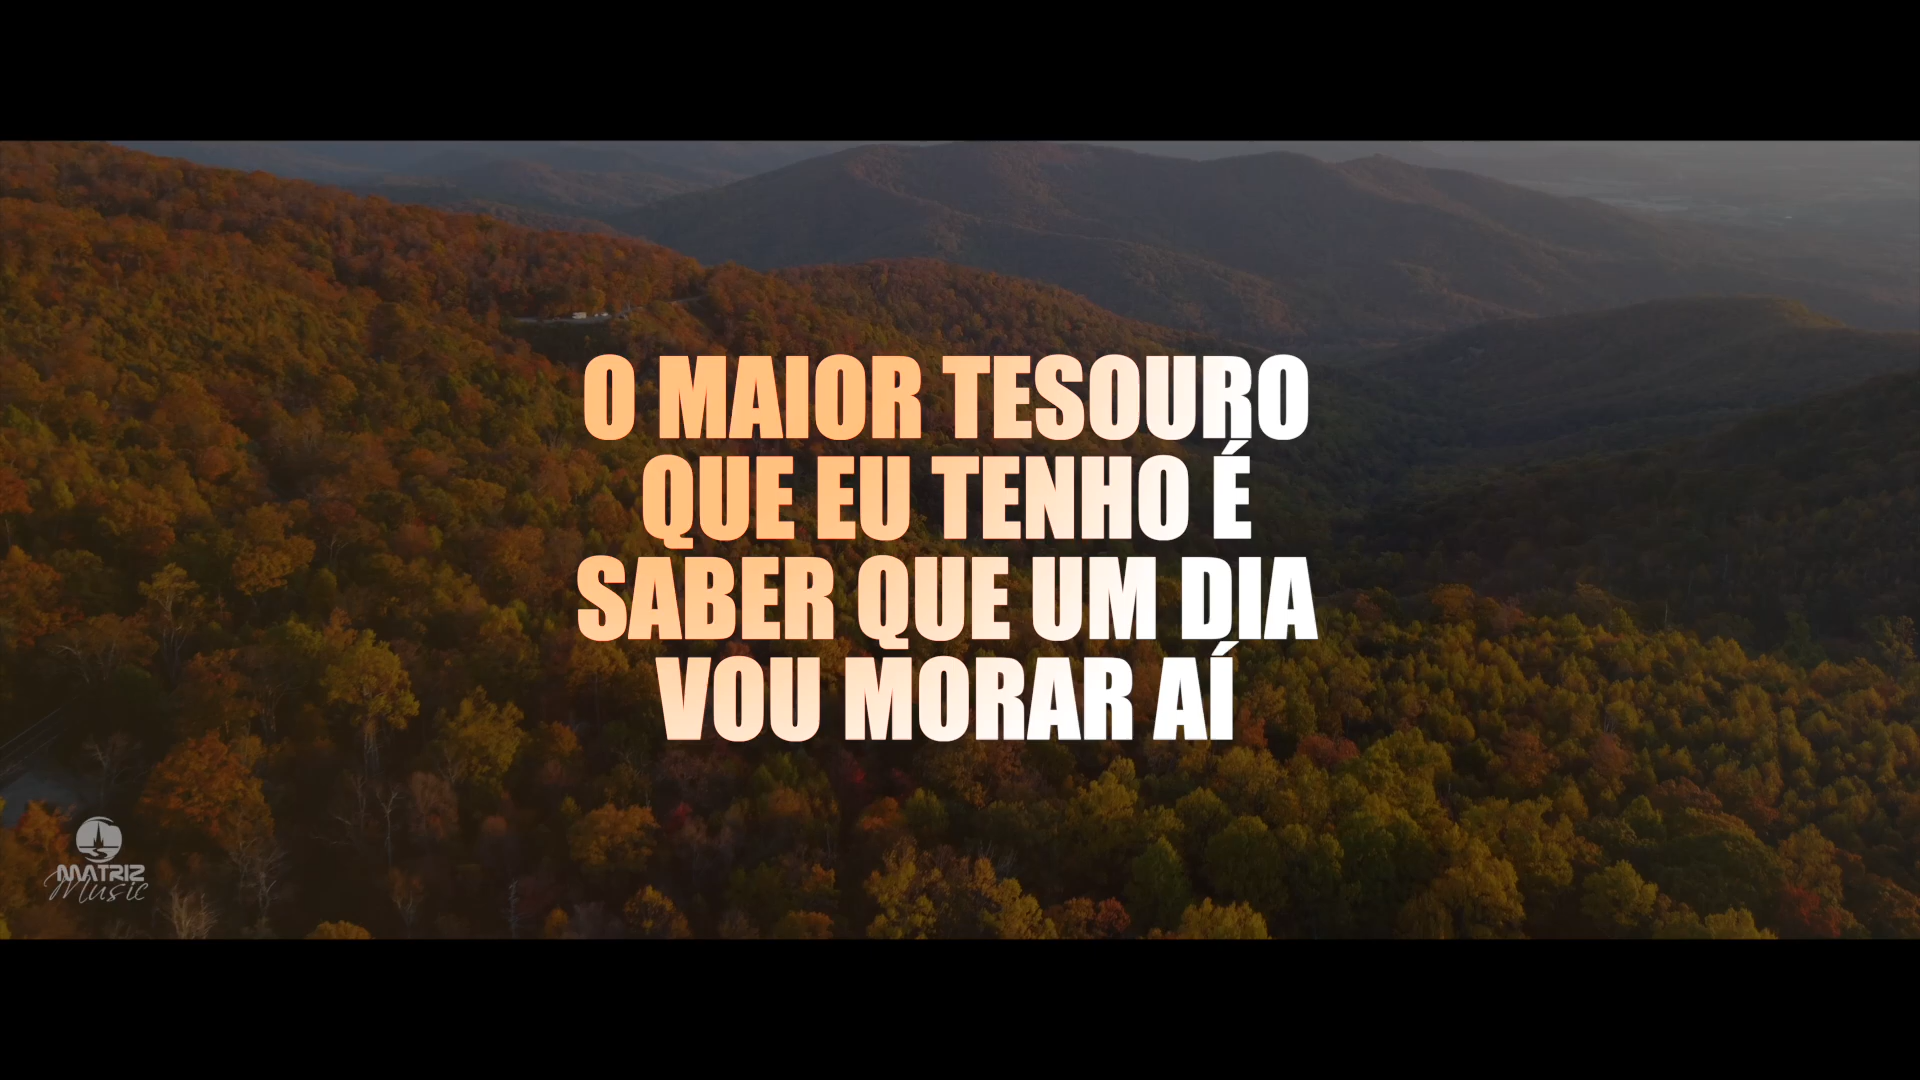 O MAIOR TESOURO
QUE EU TENHO É
SABER QUE UM DIA
VOU MORAR AÍ
MATRIZ
Music